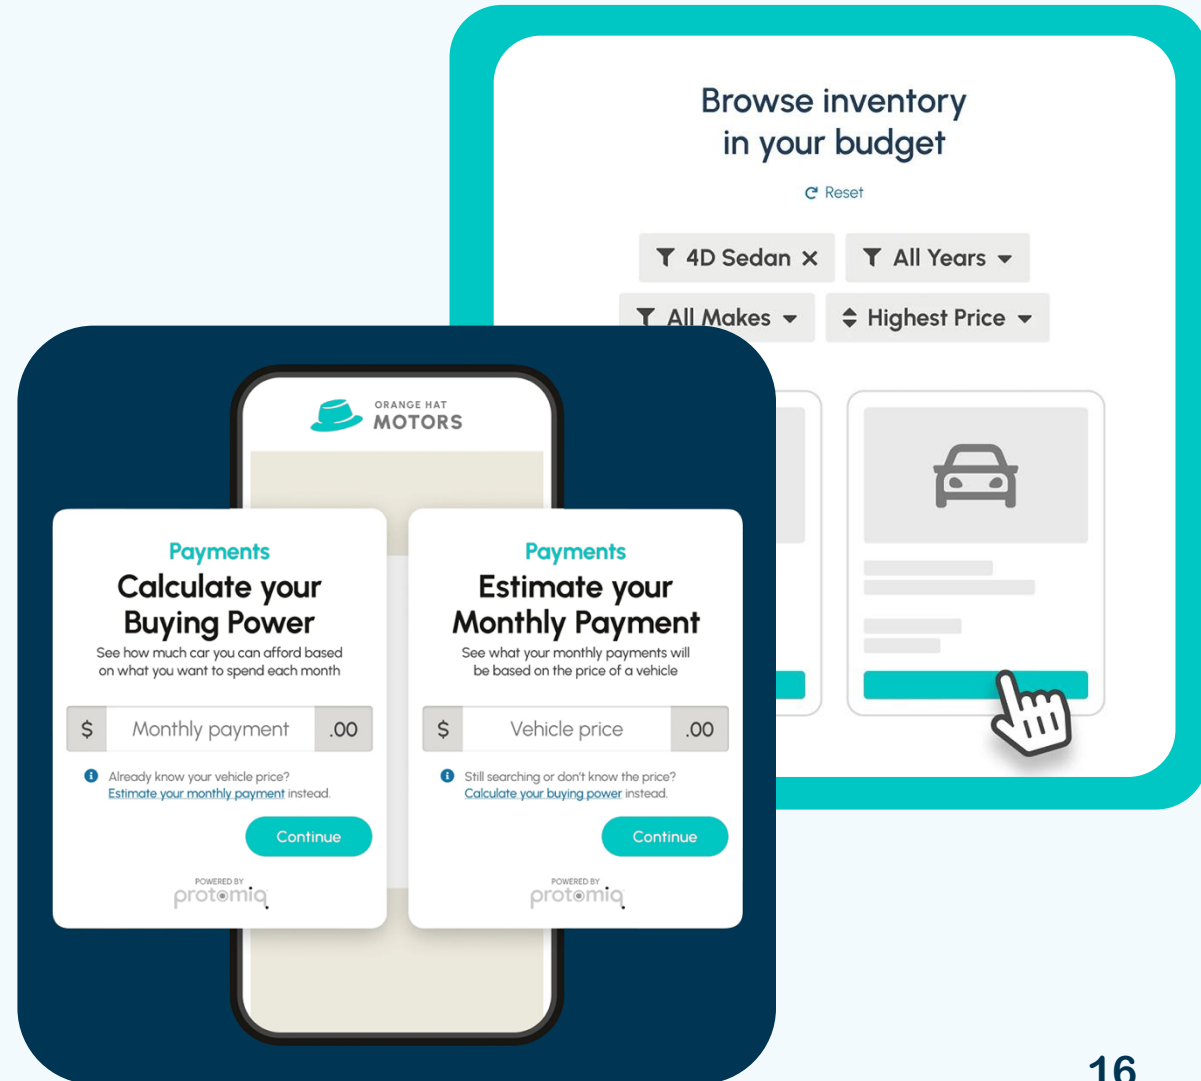 Browse inventory
in your budget
Reset
4D Sedan
All Years
All Makes
Highest Price
ORANGE HAT
MOTORS
Payments
Calculate your
Buying Power
See how much car you can afford based
on what you want to spend each month
$ Monthly payment .00
Already know your vehicle price?
Estimate your monthly payment instead.
Continue
POWERED BY
protomiq
Payments
Estimate your
Monthly Payment
See what your monthly payments will
be based on the price of a vehicle
$ Vehicle price .00
Still searching or don't know the price?
Calculate your buying power instead.
Continue
POWERED BY
protomiq
16